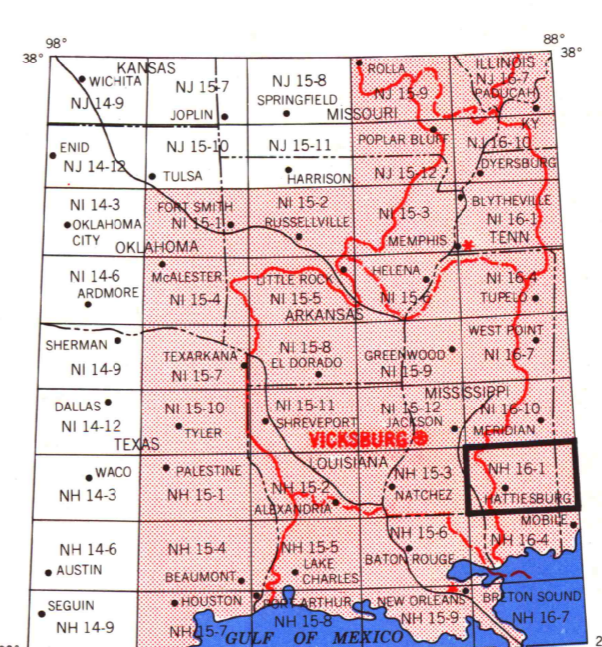 98°
88°
38°
38°
KANSAS
WICHITA
NJ 14-9
NJ 15-7
JOPLIN
NJ 15-8
SPRINGFIELD
MISSOURI
ROLLA
NJ 15-9
ILLINOIS
NJ 16-7
PADUCAH
KY
ENID
NJ 14-12
NJ 15-10
TULSA
NJ 15-11
HARRISON
POPLAR BLUFF
NJ 15-12
NJ 16-10
DYERSBURG
NI 14-3
OKLAHOMA
CITY
FORT SMITH
NI 15-1
OKLAHOMA
NI 15-2
RUSSELLVILLE
NI 15-3
MEMPHIS
BLYTHEVILLE
NI 16-1
TENN
NI 14-6
ARDMORE
McALESTER
NI 15-4
LITTLE ROCK
NI 15-5
ARKANSAS
HELENA
NI 15-6
NI 16-4
TUPELO
SHERMAN
NI 14-9
TEXARKANA
NI 15-7
NI 15-8
EL DORADO
GREENWOOD
NI 15-9
WEST POINT
NI 16-7
MISSISSIPPI
DALLAS
NI 14-12
TEXAS
NI 15-10
TYLER
NI 15-11
SHREVEPORT
NI 15-12
JACKSON
VICKSBURG
NI 16-10
MERIDIAN
LOUISIANA
WACO
NH 14-3
PALESTINE
NH 15-1
NH 15-2
ALEXANDRIA
NH 15-3
NATCHEZ
NH 16-1
HATTIESBURG
MOBILE
NH 16-4
NH 14-6
AUSTIN
NH 15-4
BEAUMONT
NH 15-5
LAKE
CHARLES
NH 15-6
BATON ROUGE
SEGUIN
NH 14-9
HOUSTON
NH 15-7
PORT ARTHUR
NH 15-8
NEW ORLEANS
NH 15-9
BRETON SOUND
NH 16-7
GULF OF MEXICO
2